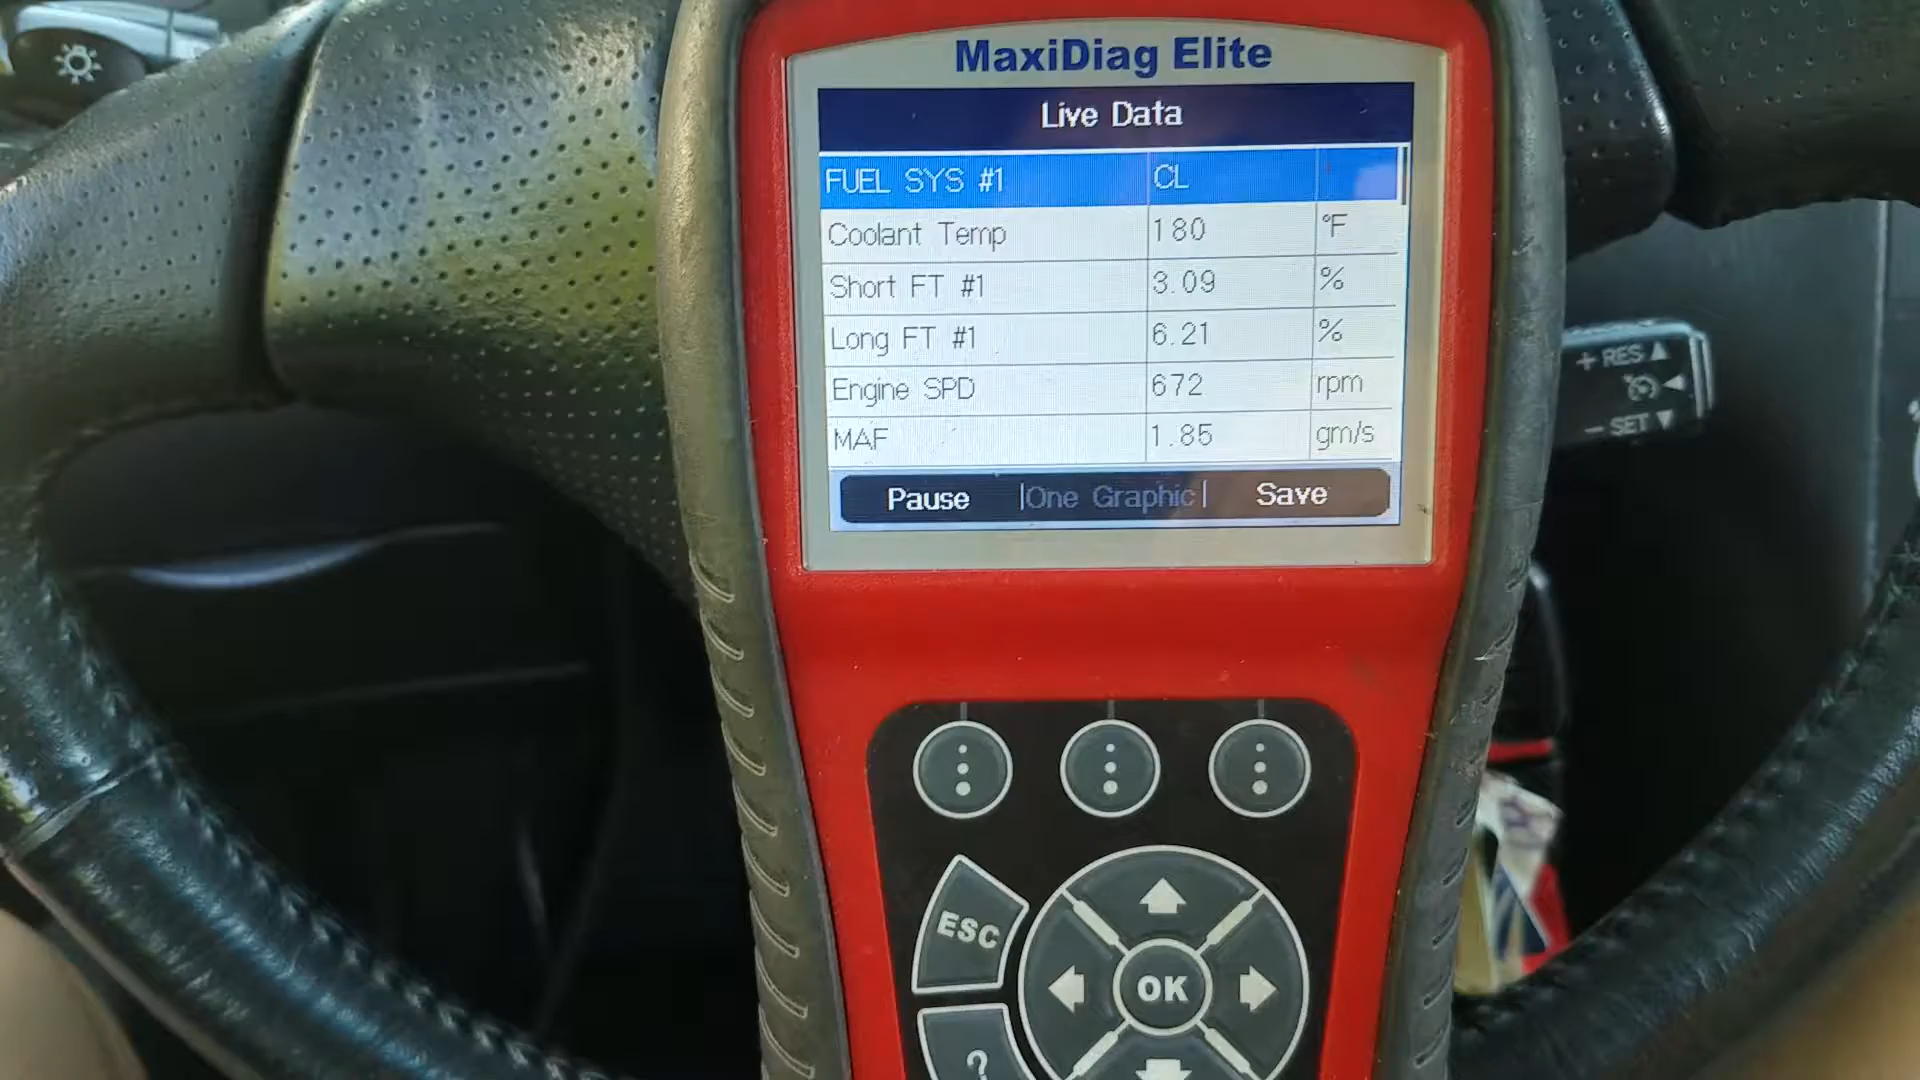 MaxiDiag Elite
Live Data
FUEL SYS #1 CL
Coolant Temp 180 °F
Short FT #1 3.09 %
Long FT #1 6.21 %
Engine SPD 672 rpm
MAF 1.85 gm/s
Pause |One Graphic| Save
+ RES ▲
− SET ▼
ESC
OK
?